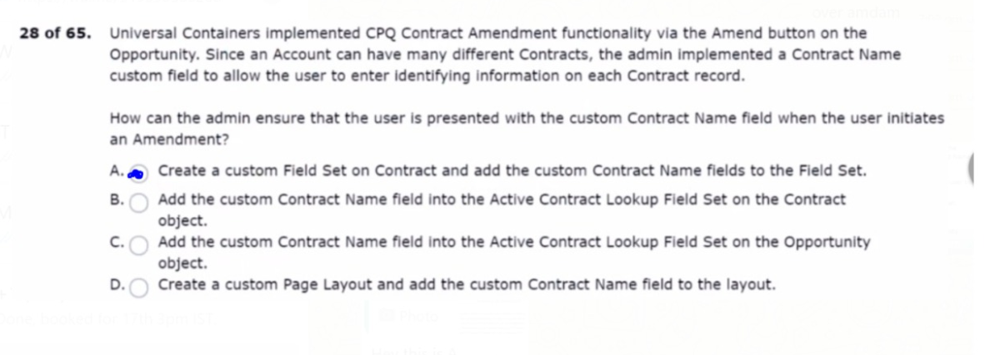 over amdam
28 of 65. Universal Containers implemented CPQ Contract Amendment functionality via the Amend button on the
Opportunity. Since an Account can have many different Contracts, the admin implemented a Contract Name
custom field to allow the user to enter identifying information on each Contract record.
How can the admin ensure that the user is presented with the custom Contract Name field when the user initiates
an Amendment?
A. Create a custom Field Set on Contract and add the custom Contract Name fields to the Field Set.
B. Add the custom Contract Name field into the Active Contract Lookup Field Set on the Contract
object.
C. Add the custom Contract Name field into the Active Contract Lookup Field Set on the Opportunity
object.
D. Create a custom Page Layout and add the custom Contract Name field to the layout.
Photo